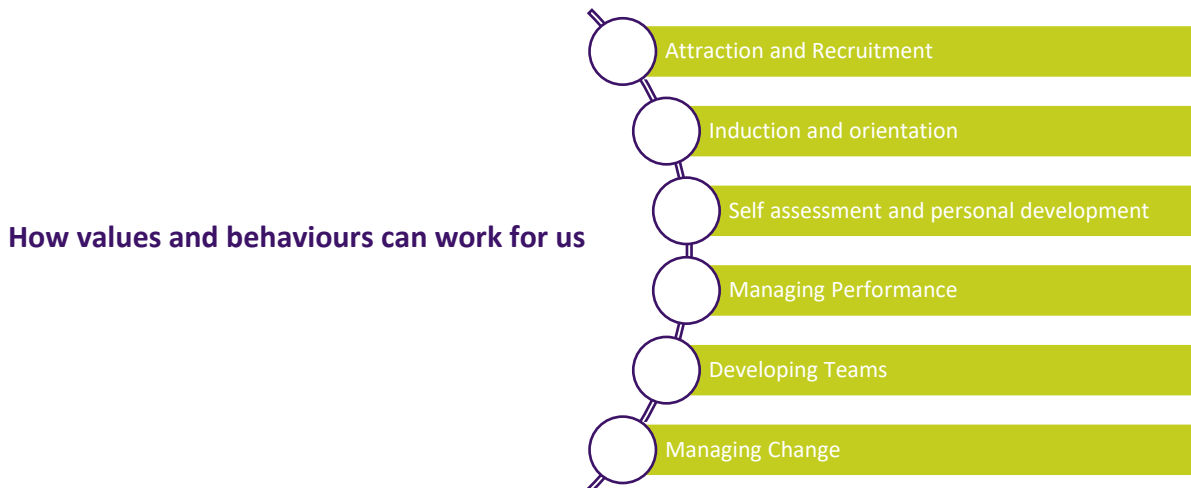 How values and behaviours can work for us
Attraction and Recruitment
Induction and orientation
Self assessment and personal development
Managing Performance
Developing Teams
Managing Change